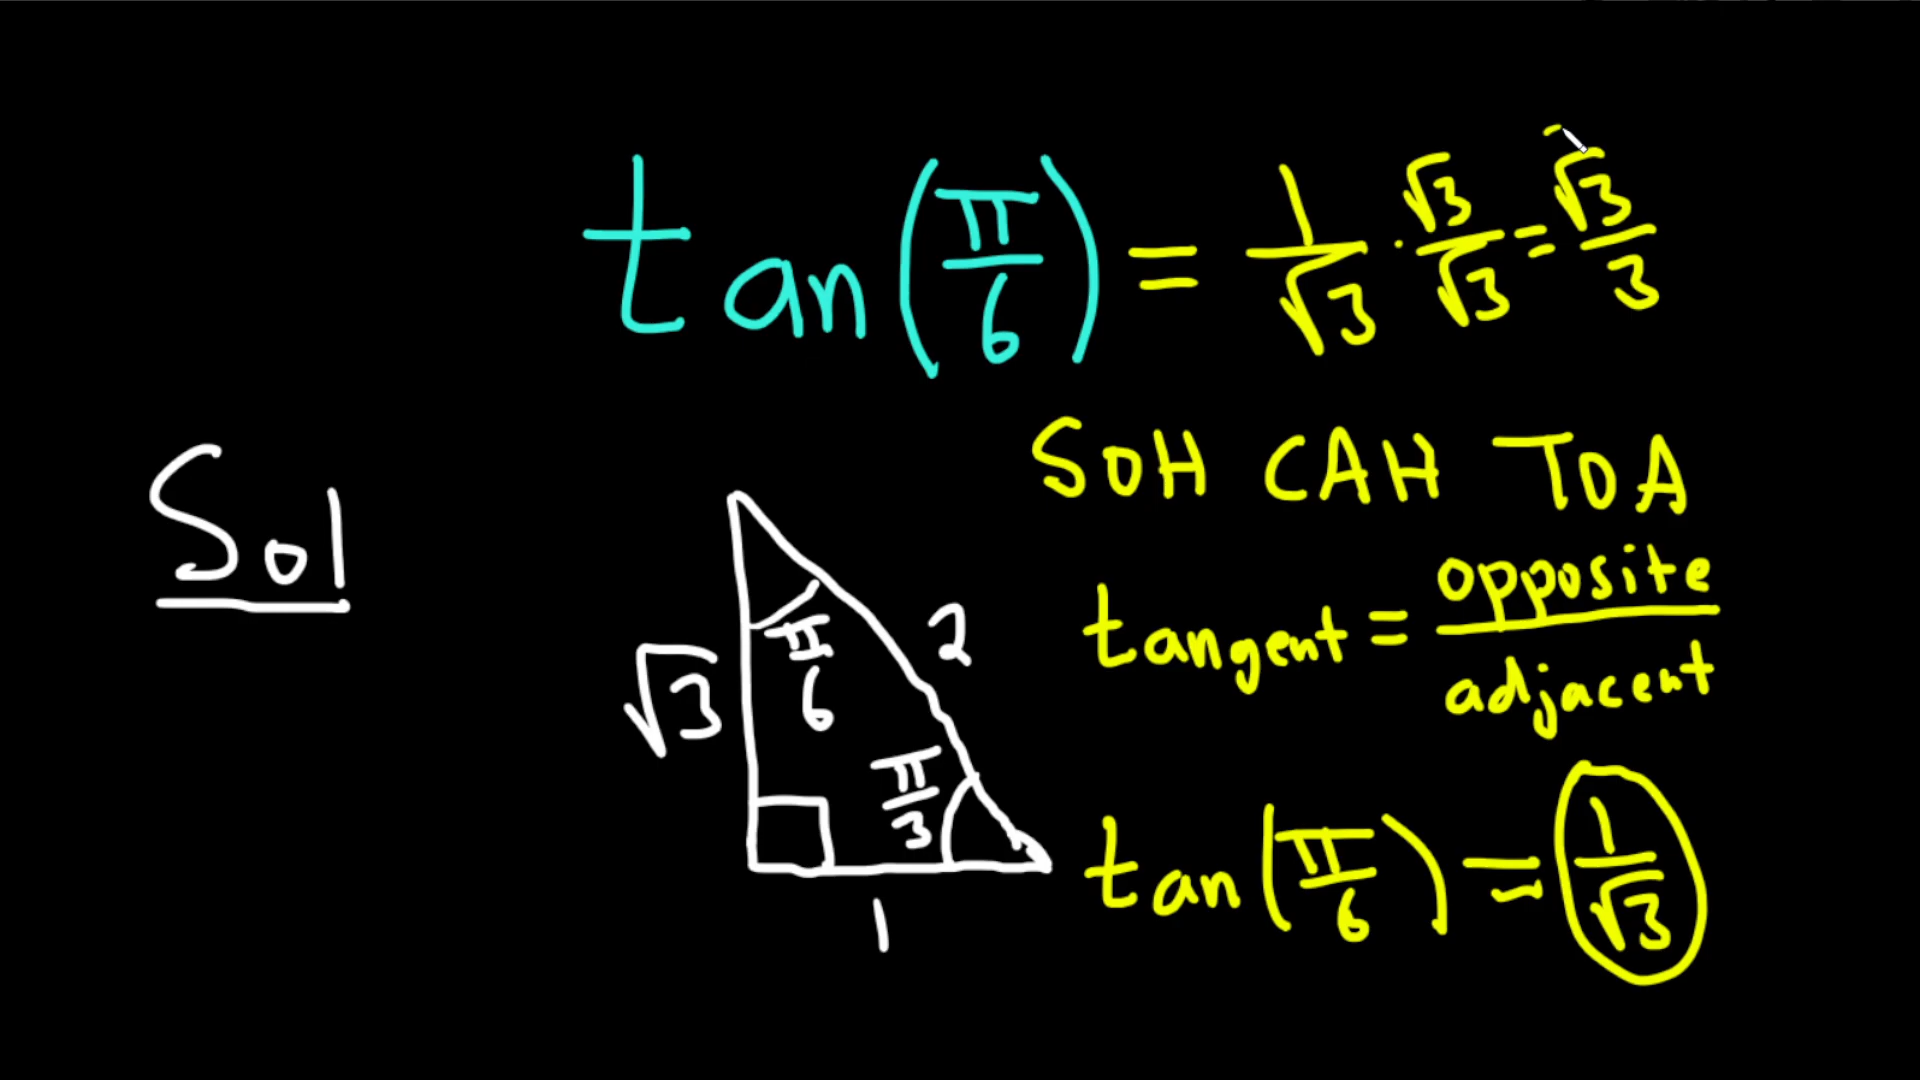 tan(π/6) = 1/√3 · √3/√3 = √3/3
Sol
SOH CAH TOA
tangent = opposite/adjacent
√3
π/6
2
π/3
1
tan(π/6) = 1/√3